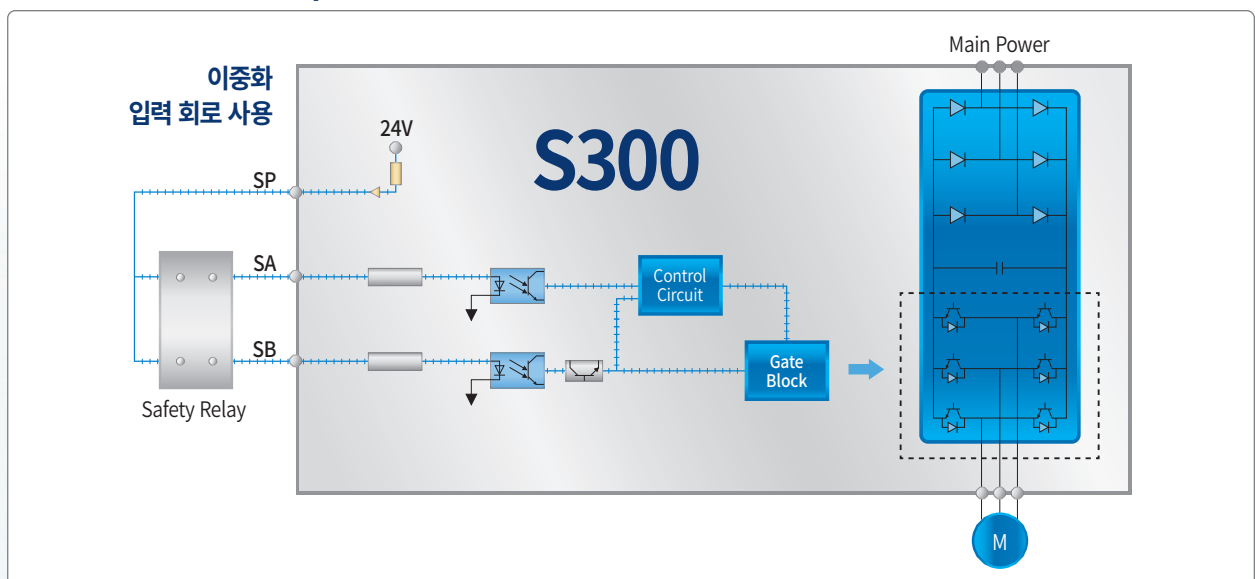 Main Power
이중화
입력 회로 사용
24V
S300
SP
SA
Control
Circuit
SB
Gate
Block
Safety Relay
M